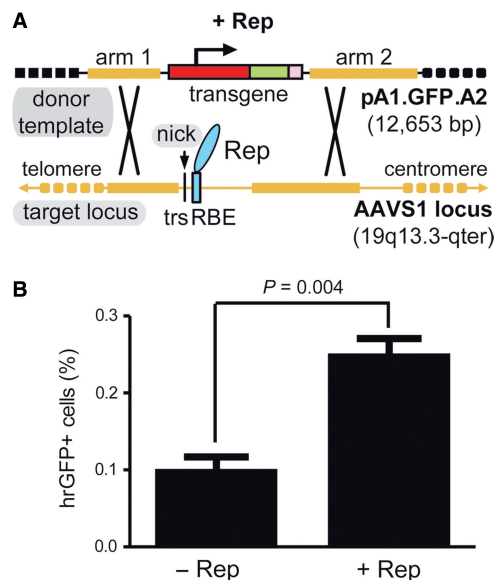 A
+ Rep
arm 1
arm 2
transgene
donor
template
pA1.GFP.A2
(12,653 bp)
nick
Rep
telomere
centromere
target locus
trs RBE
AAVS1 locus
(19q13.3-qter)
B
P = 0.004
hrGFP+ cells (%)
0.3
0.2
0.1
0.0
– Rep
+ Rep